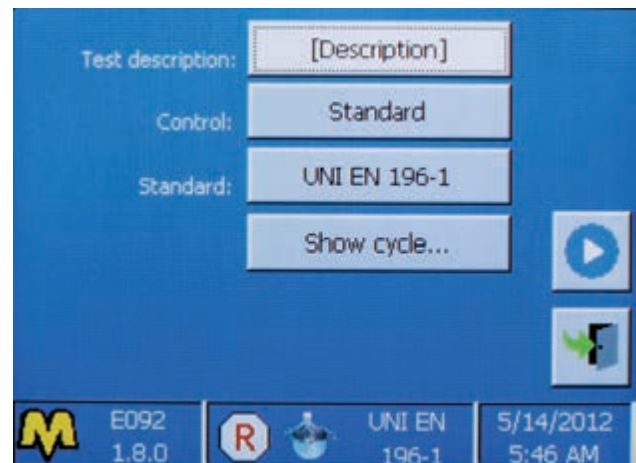 Test description: [Description]
Control: Standard
Standard: UNI EN 196-1
Show cycle...
M E092 1.8.0 R UNI EN 196-1 5/14/2012 5:46 AM